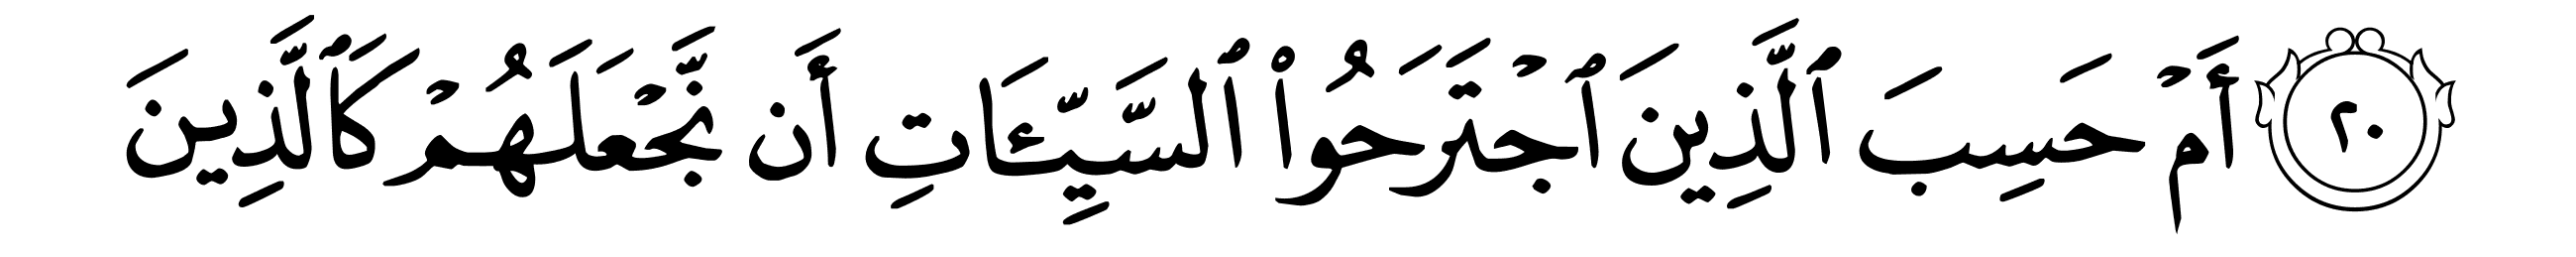 ٢٠ أَمْ حَسِبَ ٱلَّذِينَ ٱجْتَرَحُوا۟ ٱلسَّيِّـَٔاتِ أَن نَّجْعَلَهُمْ كَٱلَّذِينَ